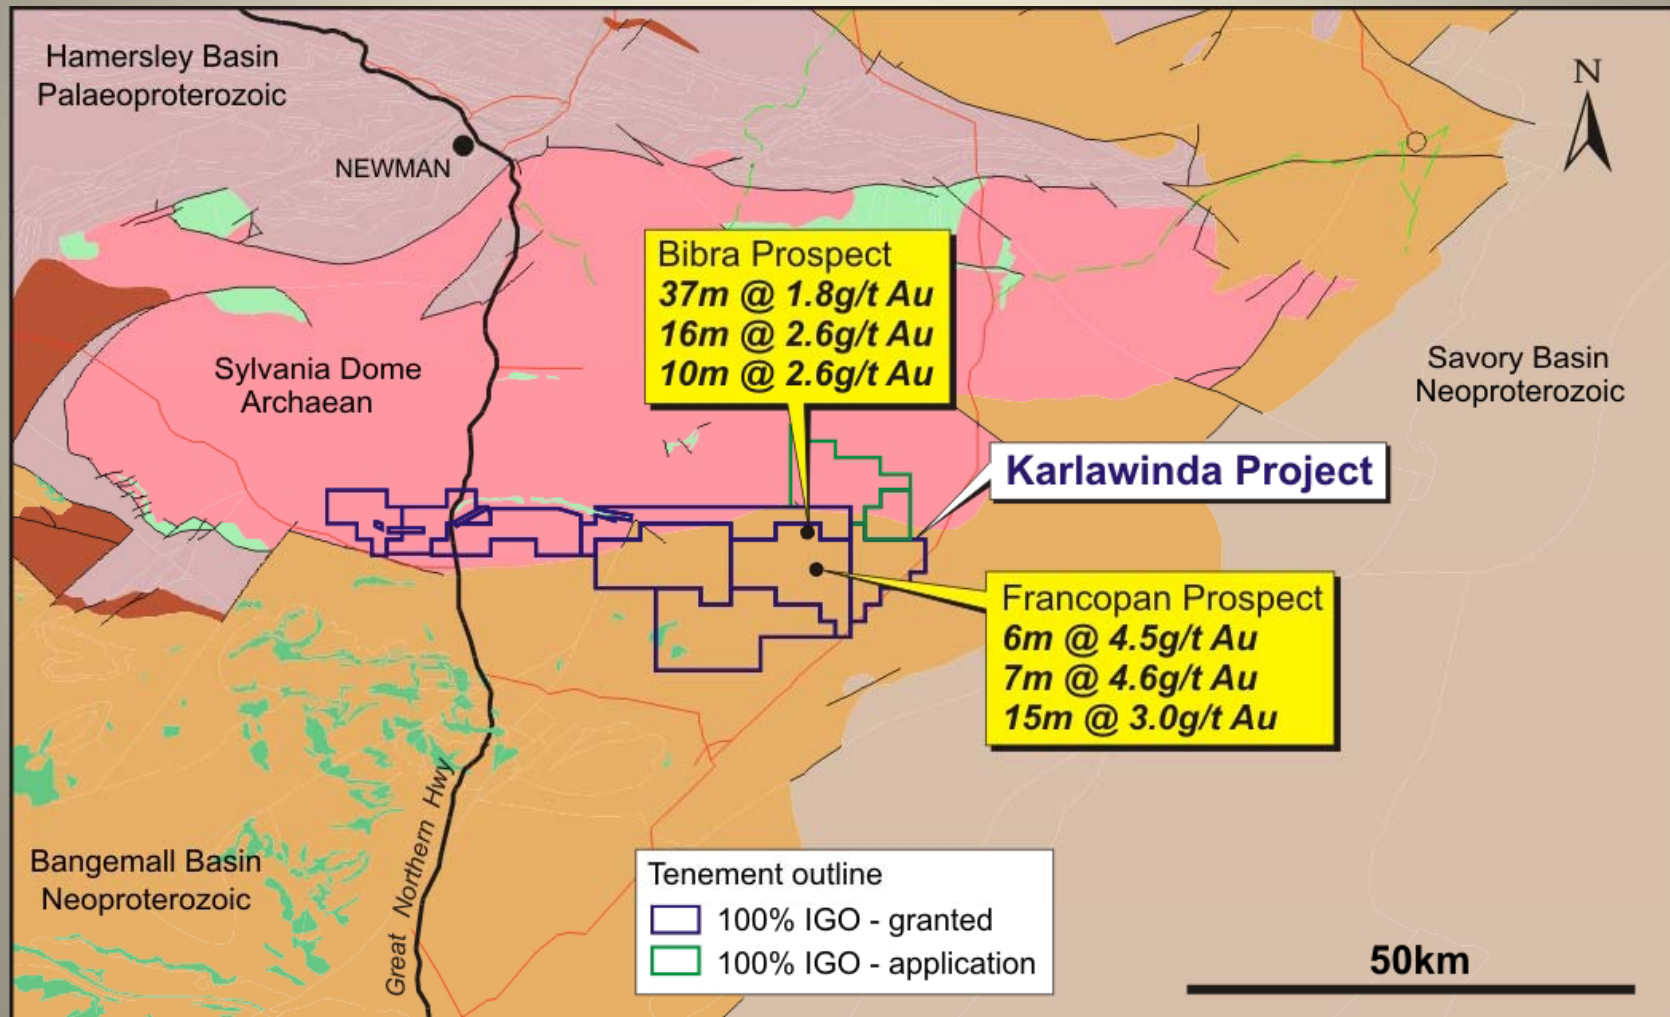 Hamersley Basin
Palaeoproterozoic
N
NEWMAN
Bibra Prospect
37m @ 1.8g/t Au
16m @ 2.6g/t Au
10m @ 2.6g/t Au
Sylvania Dome
Archaean
Savory Basin
Neoproterozoic
Karlawinda Project
Francopan Prospect
6m @ 4.5g/t Au
7m @ 4.6g/t Au
15m @ 3.0g/t Au
Great Northern Hwy
Bangemall Basin
Neoproterozoic
Tenement outline
100% IGO - granted
100% IGO - application
50km